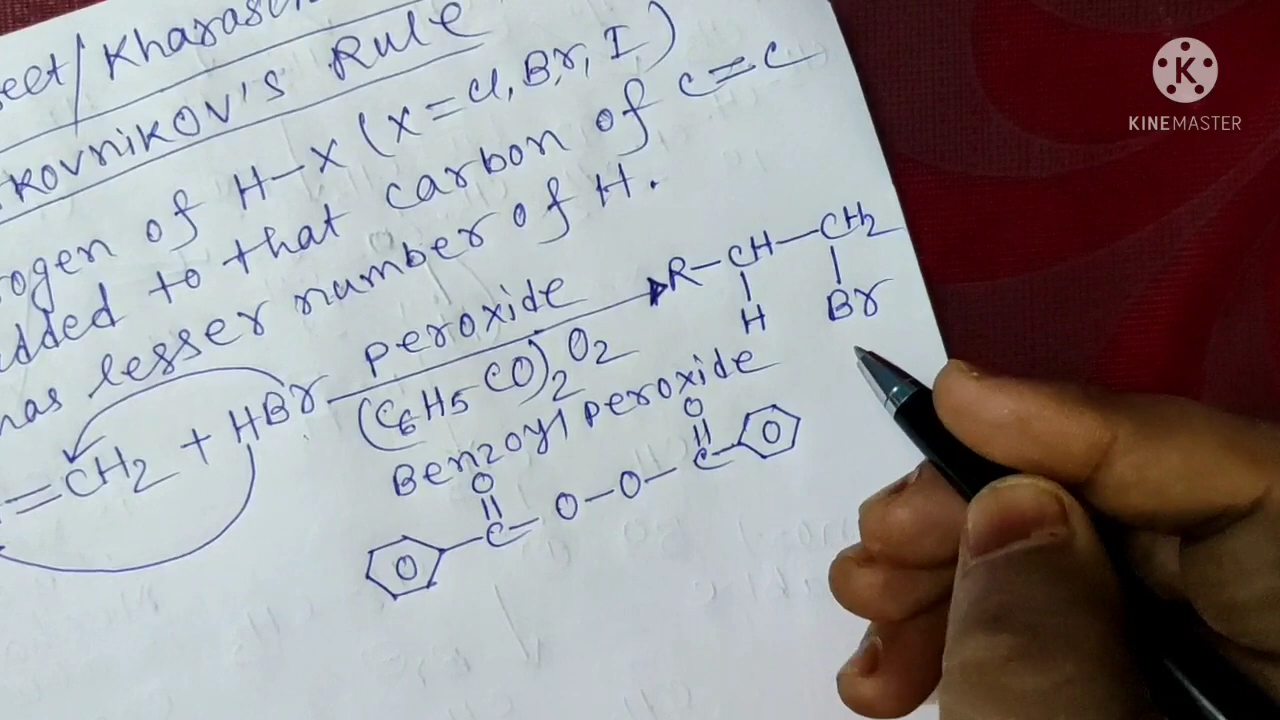 eet/Kharasch
kovnikov's Rule
rogen of H-X (X=Cl, Br, I)
added to that carbon of C=C
has lesser number of H.
=CH2 + HBr peroxide R-CH-CH2
H Br
(C6H5CO)2O2
Benzoyl peroxide
O O
C-O-O-C
KINEMASTER